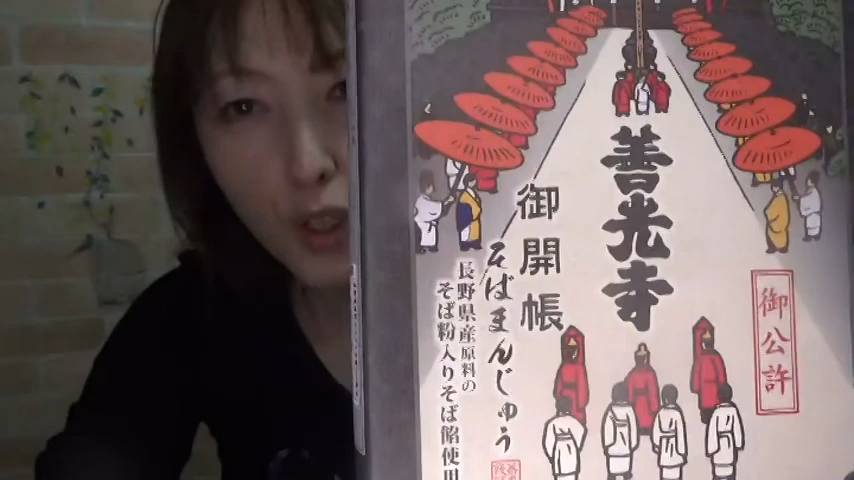 善光寺
御開帳
そばまんじゅう
長野県産原料の
そば粉入りそば餡使用
御公許